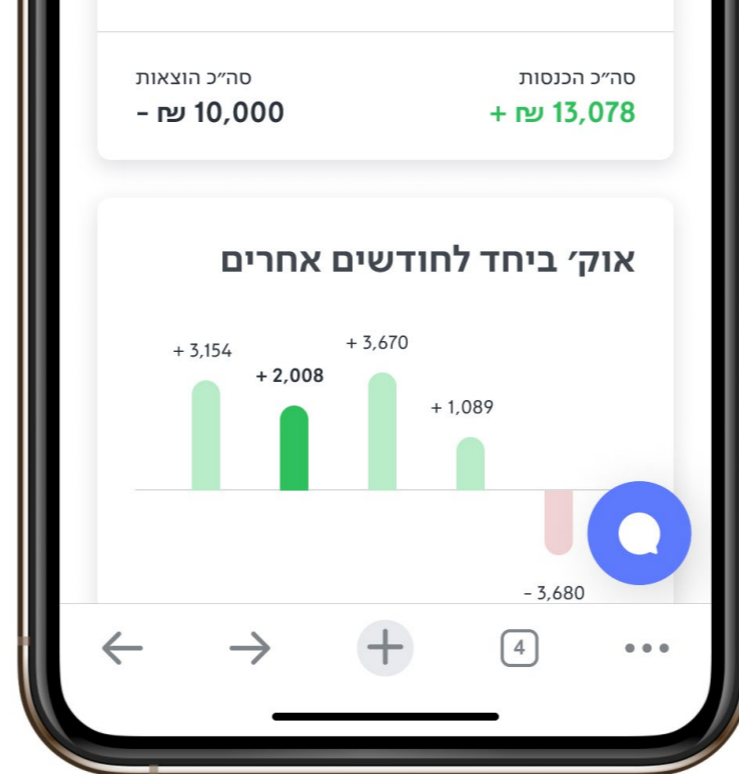 סה״כ הכנסות
+ ₪ 13,078
סה״כ הוצאות
- ₪ 10,000
אוק׳ ביחד לחודשים אחרים
+ 3,670
+ 3,154
+ 2,008
+ 1,089
- 3,680
4